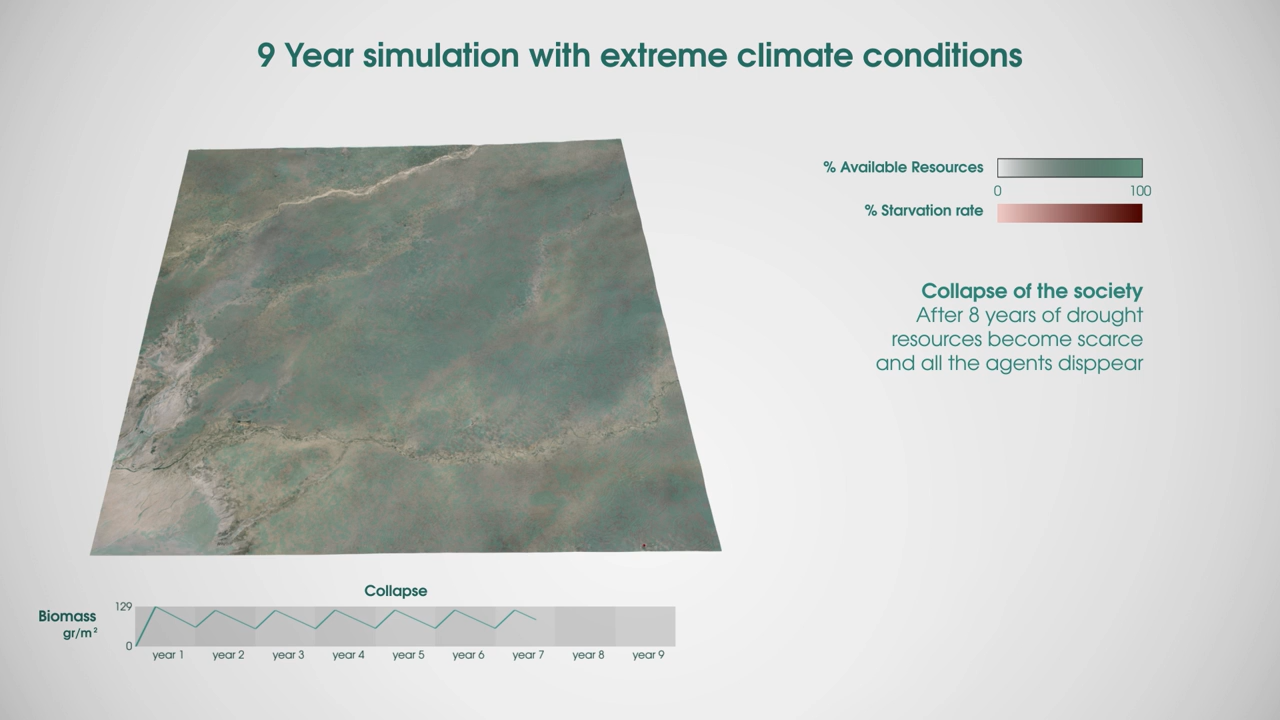 9 Year simulation with extreme climate conditions
% Available Resources
0 100
% Starvation rate
Collapse of the society
After 8 years of drought
resources become scarce
and all the agents disppear
Collapse
Biomass
gr/m²
129
0
year 1 year 2 year 3 year 4 year 5 year 6 year 7 year 8 year 9